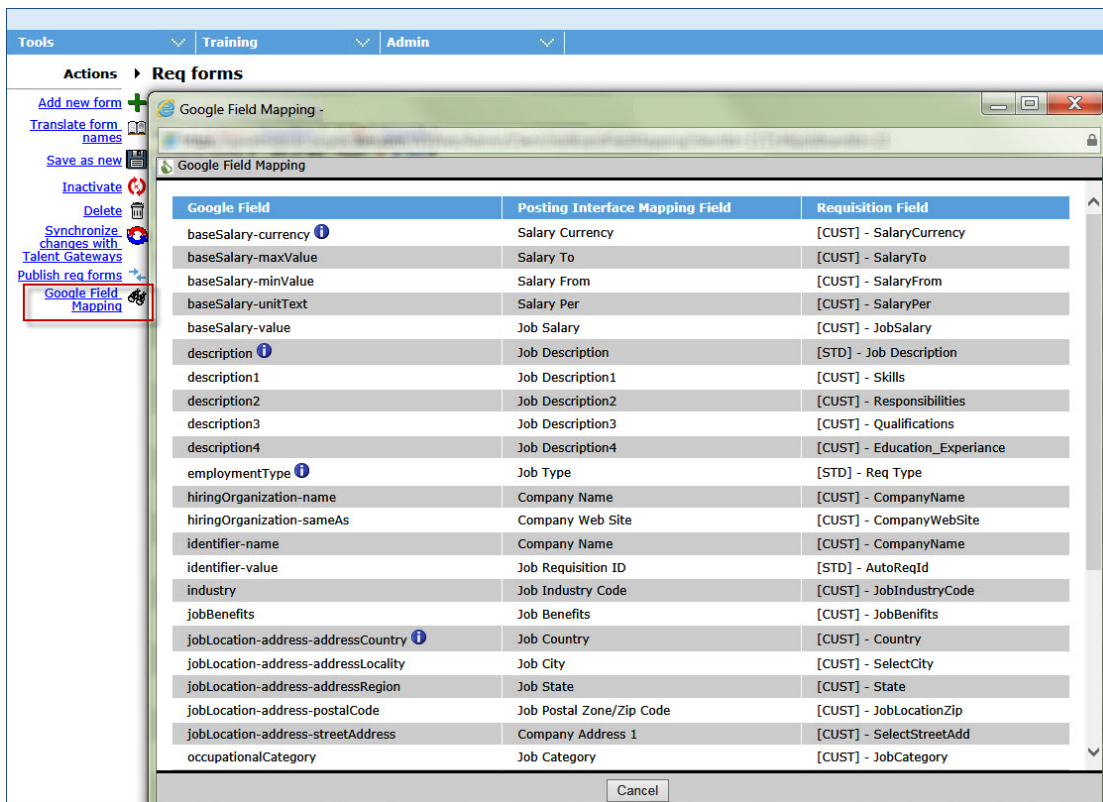 Tools Training Admin
Actions Req forms
Add new form
Translate form
names
Save as new
Inactivate
Delete
Synchronize
changes with
Talent Gateways
Publish req forms
Google Field
Mapping
Google Field Mapping -
Google Field Mapping
Google Field Posting Interface Mapping Field Requisition Field
baseSalary-currency Salary Currency [CUST] - SalaryCurrency
baseSalary-maxValue Salary To [CUST] - SalaryTo
baseSalary-minValue Salary From [CUST] - SalaryFrom
baseSalary-unitText Salary Per [CUST] - SalaryPer
baseSalary-value Job Salary [CUST] - JobSalary
description Job Description [STD] - Job Description
description1 Job Description1 [CUST] - Skills
description2 Job Description2 [CUST] - Responsibilities
description3 Job Description3 [CUST] - Qualifications
description4 Job Description4 [CUST] - Education_Experiance
employmentType Job Type [STD] - Req Type
hiringOrganization-name Company Name [CUST] - CompanyName
hiringOrganization-sameAs Company Web Site [CUST] - CompanyWebSite
identifier-name Company Name [CUST] - CompanyName
identifier-value Job Requisition ID [STD] - AutoReqId
industry Job Industry Code [CUST] - JobIndustryCode
jobBenefits Job Benefits [CUST] - JobBenifits
jobLocation-address-addressCountry Job Country [CUST] - Country
jobLocation-address-addressLocality Job City [CUST] - SelectCity
jobLocation-address-addressRegion Job State [CUST] - State
jobLocation-address-postalCode Job Postal Zone/Zip Code [CUST] - JobLocationZip
jobLocation-address-streetAddress Company Address 1 [CUST] - SelectStreetAdd
occupationalCategory Job Category [CUST] - JobCategory
Cancel